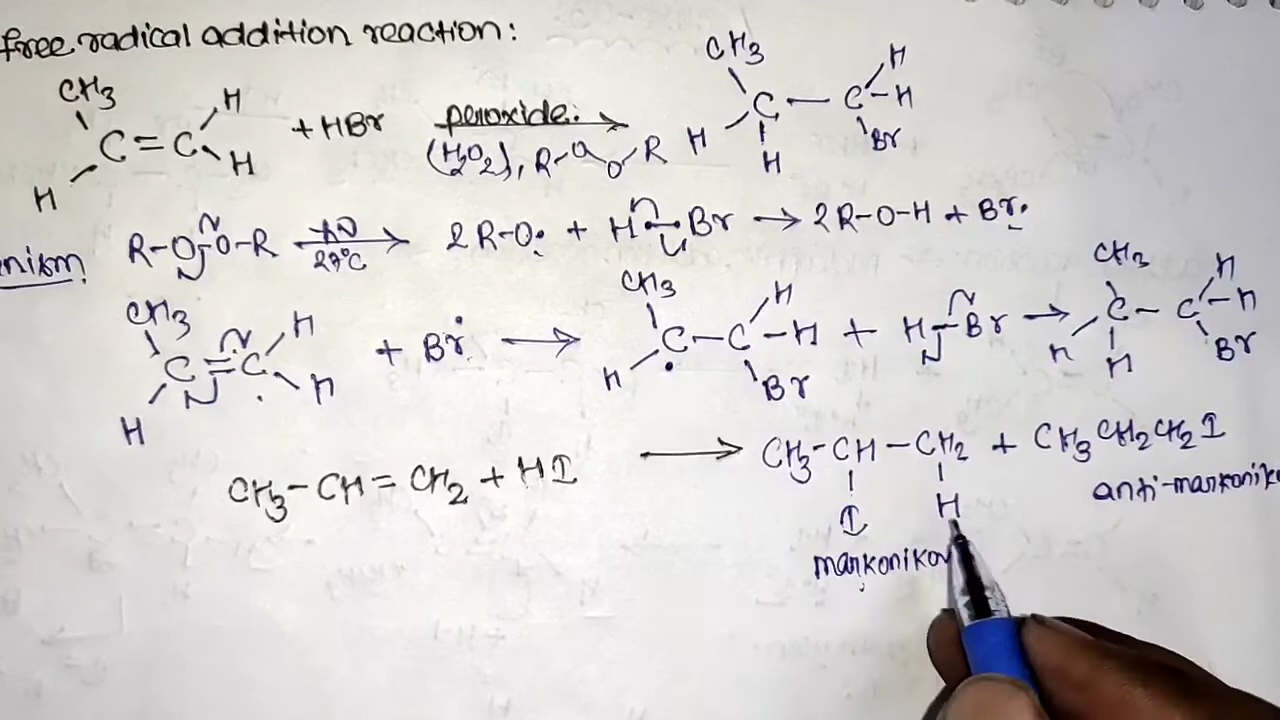 free radical addition reaction:
CH3 H C = C H H + HBr peroxide. (H2O2), R-O-O-R CH3 H C — C - H H H Br
nism R-O-O-R hν 27°C 2R-O• + H-Br → 2R-O-H + Br•
CH3 C = C H H H + Br• → CH3 C - C - H H H Br + H-Br → CH3 C - C - H H H H Br
CH3-CH=CH2 + HI → CH3-CH-CH2 + CH3CH2CH2I
I H anti-markonik
markonikov